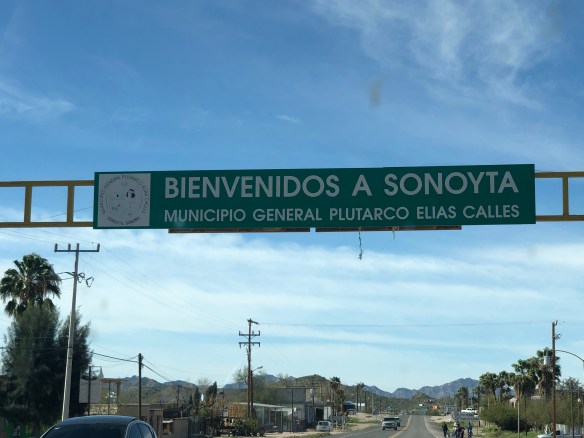 BIENVENIDOS A SONOYTA
MUNICIPIO GENERAL PLUTARCO ELIAS CALLES